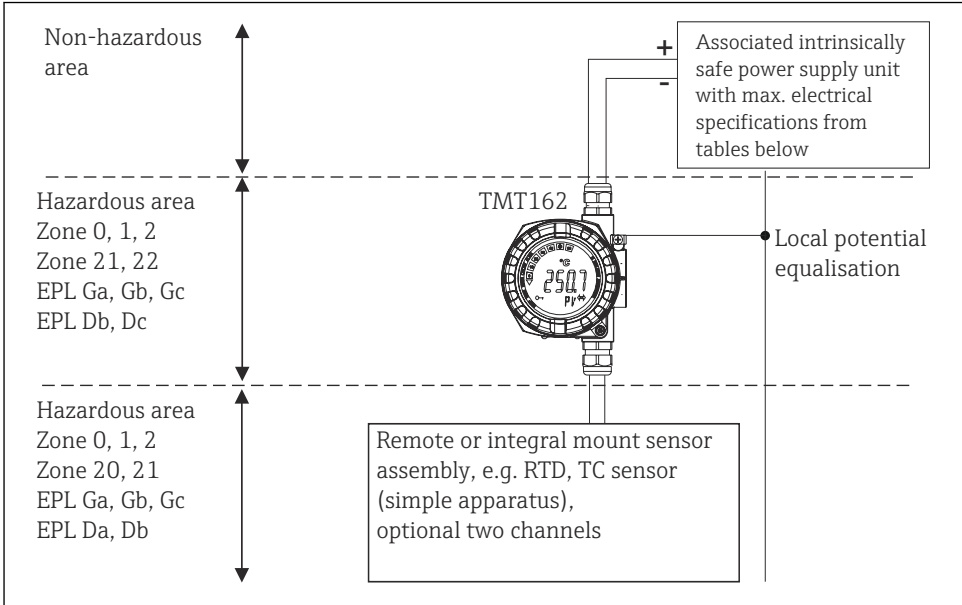 Non-hazardous
area
+
-
Associated intrinsically
safe power supply unit
with max. electrical
specifications from
tables below
Hazardous area
Zone 0, 1, 2
Zone 21, 22
EPL Ga, Gb, Gc
EPL Db, Dc
TMT162
°C
250.7
PV
Local potential
equalisation
Hazardous area
Zone 0, 1, 2
Zone 20, 21
EPL Ga, Gb, Gc
EPL Da, Db
Remote or integral mount sensor
assembly, e.g. RTD, TC sensor
(simple apparatus),
optional two channels